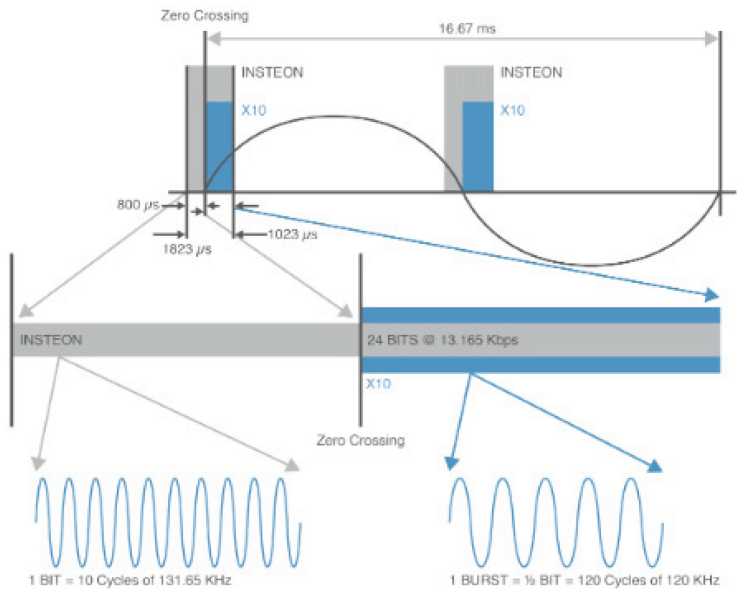 Zero Crossing
16.67 ms
INSTEON
INSTEON
X10
X10
800 µs
1023 µs
1823 µs
INSTEON
24 BITS @ 13.165 Kbps
X10
Zero Crossing
1 BIT = 10 Cycles of 131.65 KHz
1 BURST = ½ BIT = 120 Cycles of 120 KHz